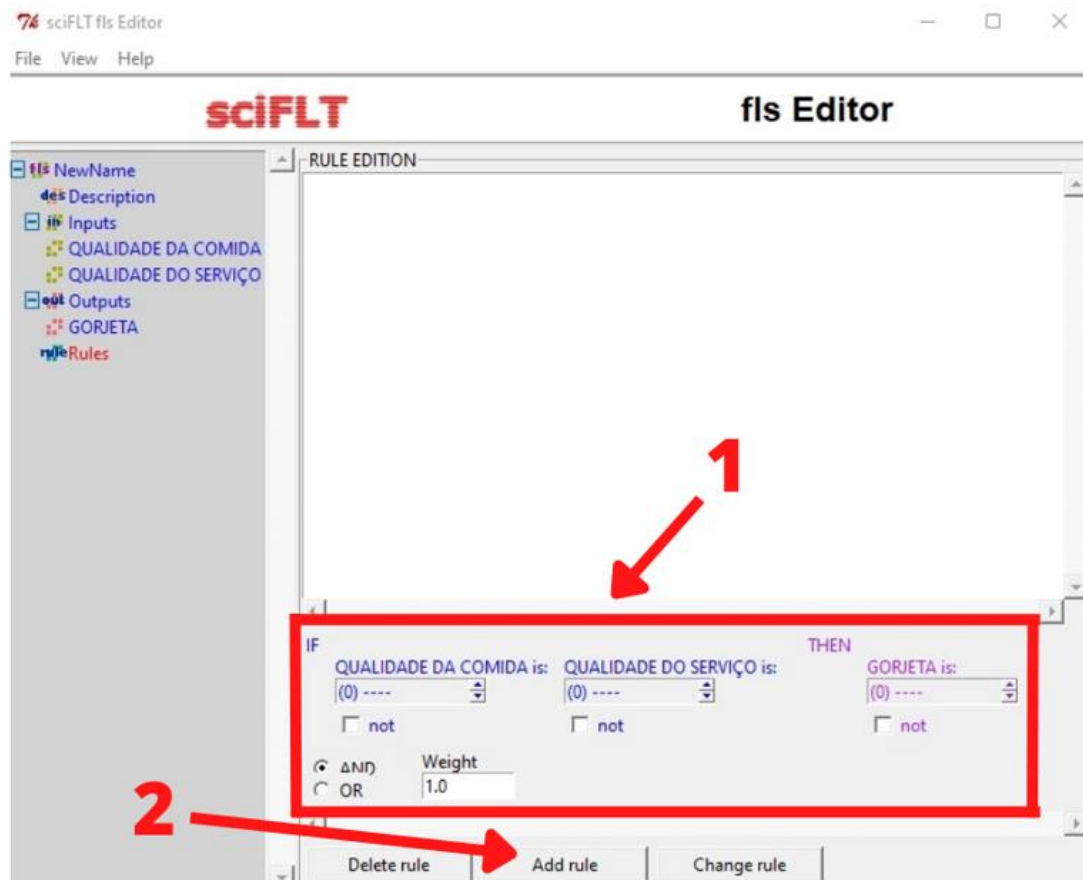 sciFLT fls Editor
File View Help
sciFLT fls Editor
fls NewName
des Description
in Inputs
QUALIDADE DA COMIDA
QUALIDADE DO SERVIÇO
out Outputs
GORJETA
rule Rules
RULE EDITION
1
IF THEN
QUALIDADE DA COMIDA is: QUALIDADE DO SERVIÇO is: GORJETA is:
(0) ---- (0) ---- (0) ----
not not not
AND Weight
OR 1.0
2
Delete rule Add rule Change rule